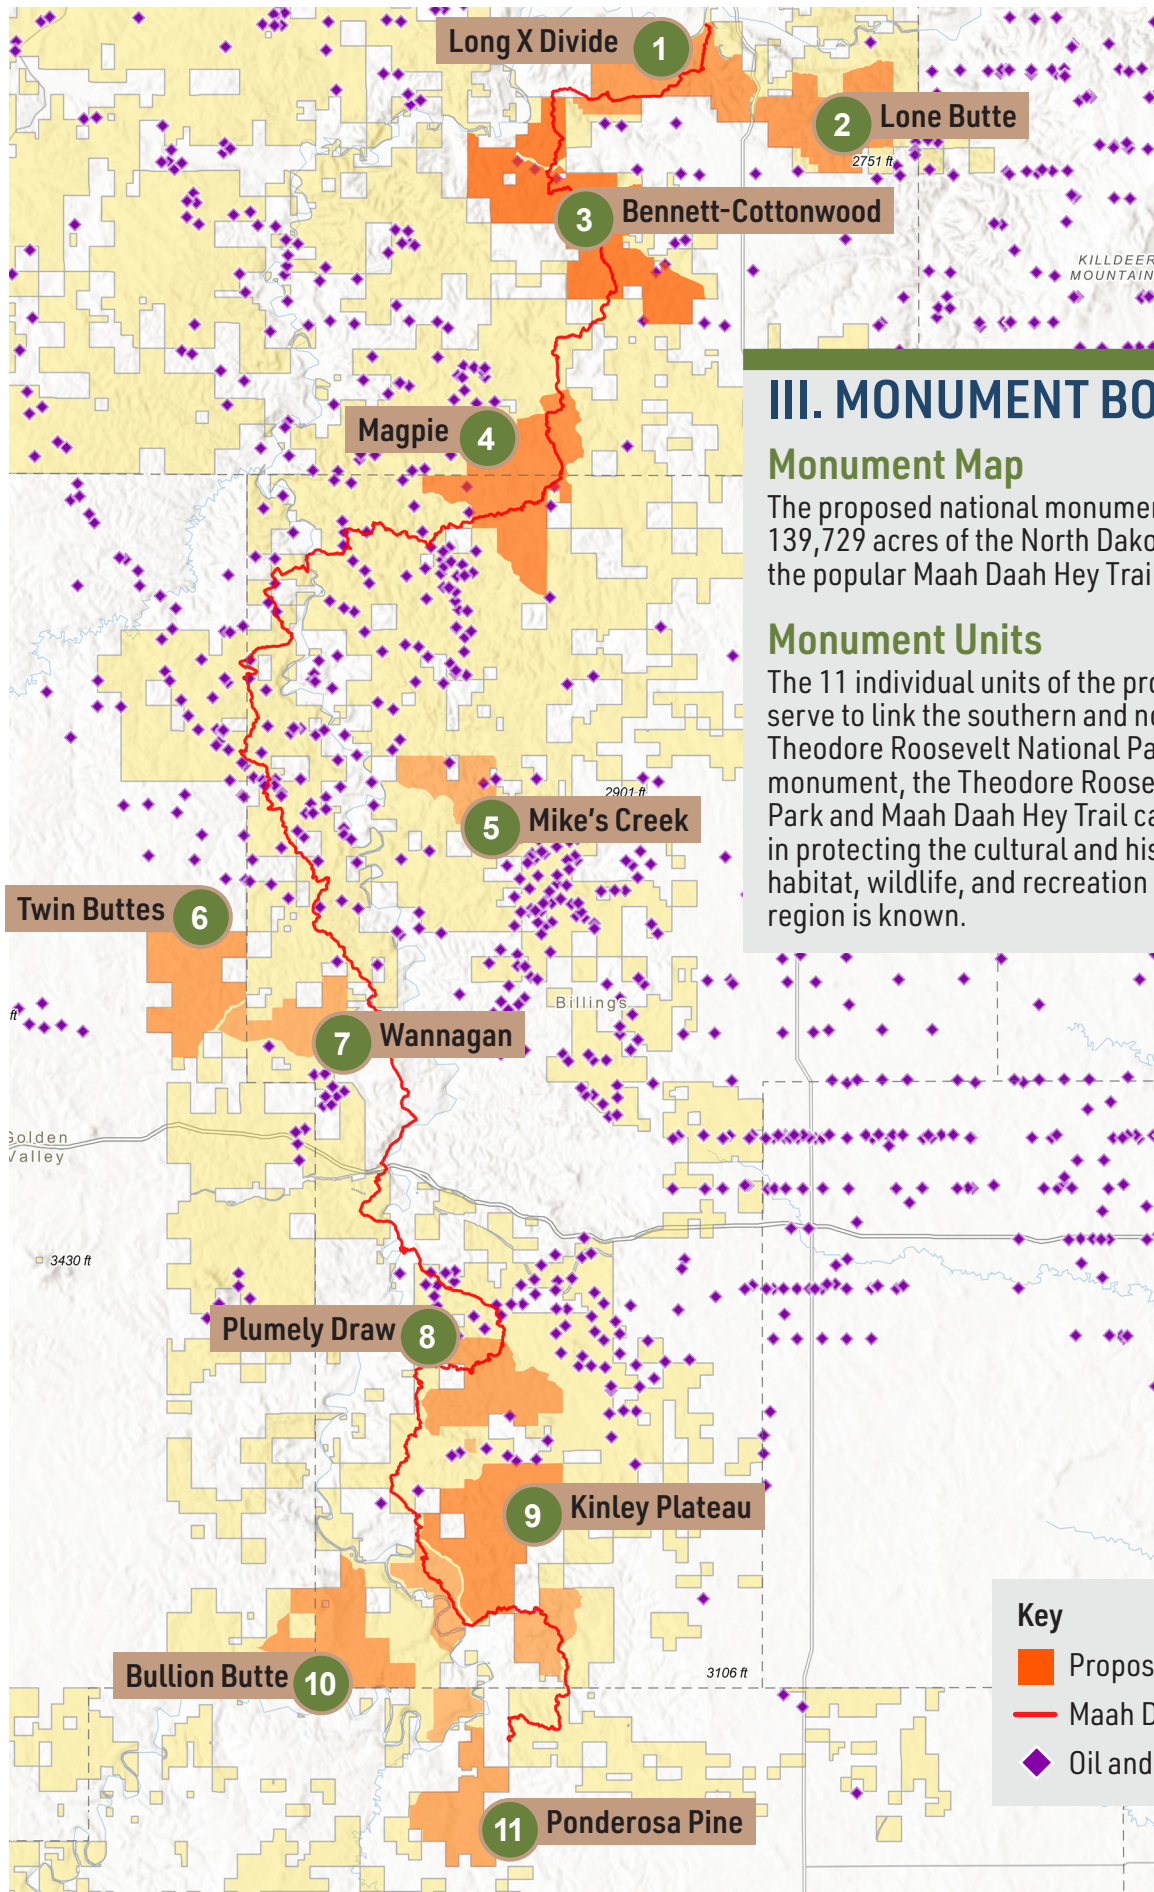 Long X Divide 1
2 Lone Butte
2751 ft
3 Bennett-Cottonwood
KILLDEER
MOUNTAIN
Magpie 4
III. MONUMENT BO
Monument Map
The proposed national monumen
139,729 acres of the North Dako
the popular Maah Daah Hey Trai
Monument Units
The 11 individual units of the pro
serve to link the southern and no
Theodore Roosevelt National Pa
monument, the Theodore Roose
Park and Maah Daah Hey Trail ca
in protecting the cultural and his
habitat, wildlife, and recreation
region is known.
2901 ft
5 Mike's Creek
Twin Buttes 6
Billings
ft
7 Wannagan
Golden
Valley
3430 ft
Plumely Draw 8
9 Kinley Plateau
Bullion Butte 10
3106 ft
11 Ponderosa Pine
Key
Propos
Maah D
Oil and